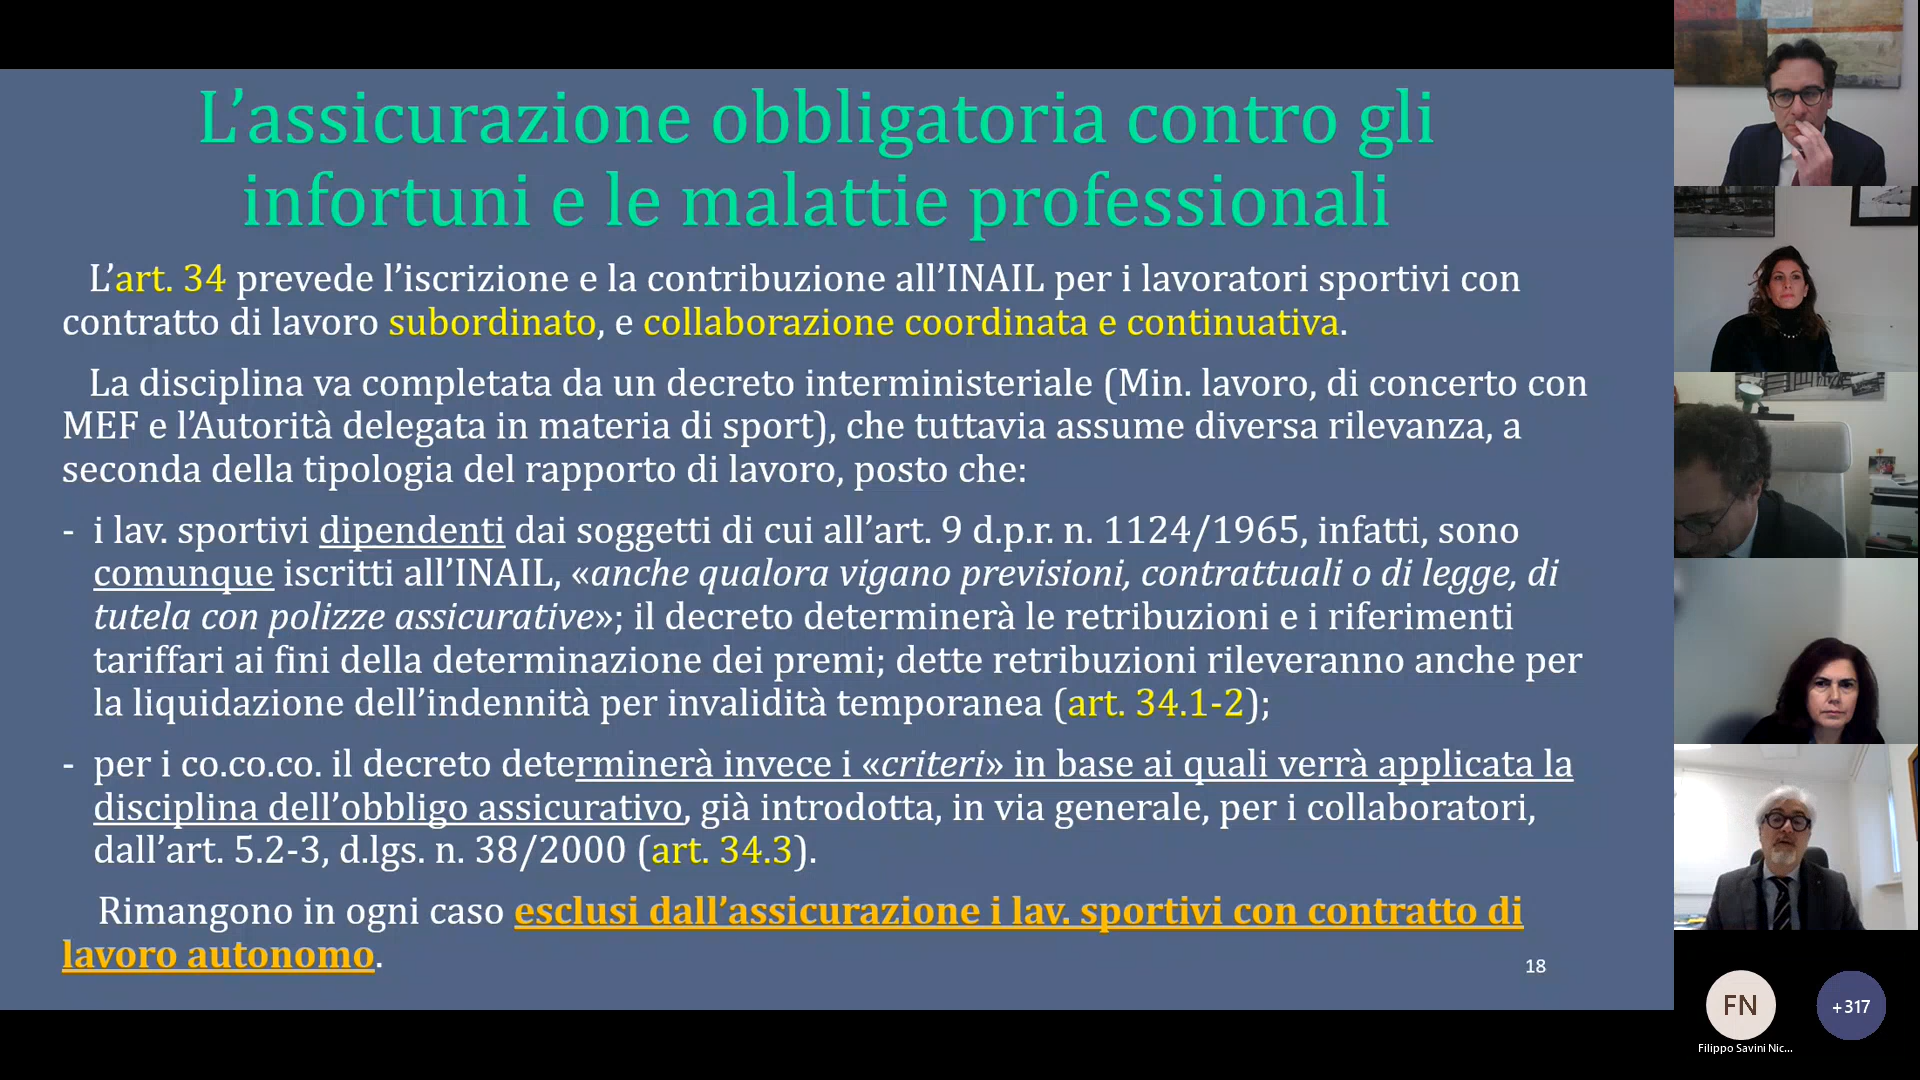 L’assicurazione obbligatoria contro gli
infortuni e le malattie professionali
L’art. 34 prevede l’iscrizione e la contribuzione all’INAIL per i lavoratori sportivi con
contratto di lavoro subordinato, e collaborazione coordinata e continuativa.
La disciplina va completata da un decreto interministeriale (Min. lavoro, di concerto con
MEF e l’Autorità delegata in materia di sport), che tuttavia assume diversa rilevanza, a
seconda della tipologia del rapporto di lavoro, posto che:
- i lav. sportivi dipendenti dai soggetti di cui all’art. 9 d.p.r. n. 1124/1965, infatti, sono
comunque iscritti all’INAIL, «anche qualora vigano previsioni, contrattuali o di legge, di
tutela con polizze assicurative»; il decreto determinerà le retribuzioni e i riferimenti
tariffari ai fini della determinazione dei premi; dette retribuzioni rileveranno anche per
la liquidazione dell’indennità per invalidità temporanea (art. 34.1-2);
- per i co.co.co. il decreto determinerà invece i «criteri» in base ai quali verrà applicata la
disciplina dell’obbligo assicurativo, già introdotta, in via generale, per i collaboratori,
dall’art. 5.2-3, d.lgs. n. 38/2000 (art. 34.3).
Rimangono in ogni caso esclusi dall’assicurazione i lav. sportivi con contratto di
lavoro autonomo.
18
FN
+317
Filippo Savini Nic...